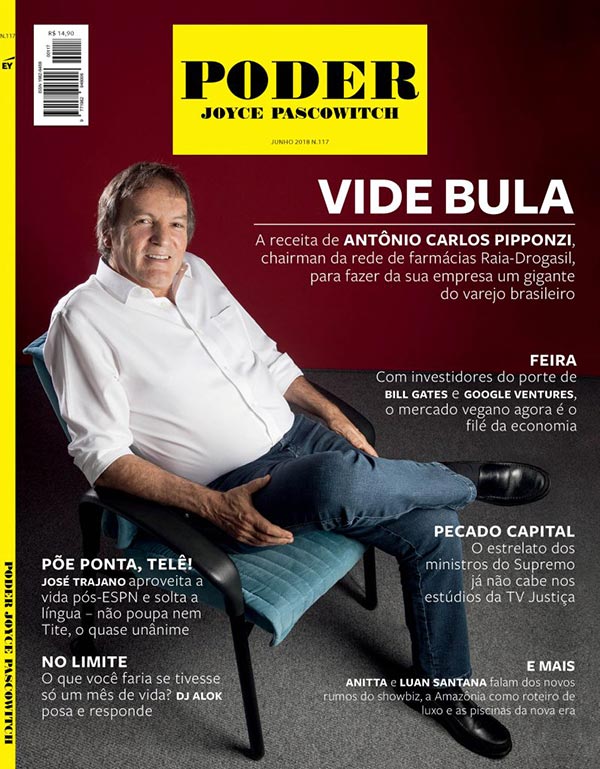 N.117
EY
R$ 14,90
00117
PODER
JOYCE PASCOWITCH
JUNHO 2018 N.117
VIDE BULA
A receita de ANTÔNIO CARLOS PIPPONZI,
chairman da rede de farmácias Raia-Drogasil,
para fazer da sua empresa um gigante
do varejo brasileiro
FEIRA
Com investidores do porte de
BILL GATES e GOOGLE VENTURES,
o mercado vegano agora é o
filé da economia
PECADO CAPITAL
O estrelato dos
ministros do Supremo
já não cabe nos
estúdios da TV Justiça
PÕE PONTA, TELÊ!
JOSÉ TRAJANO aproveita a
vida pós-ESPN e solta a
língua – não poupa nem
Tite, o quase unânime
NO LIMITE
O que você faria se tivesse
só um mês de vida? DJ ALOK
posa e responde
E MAIS
ANITTA e LUAN SANTANA falam dos novos
rumos do showbiz, a Amazônia como roteiro de
luxo e as piscinas da nova era
PODER JOYCE PASCOWITCH